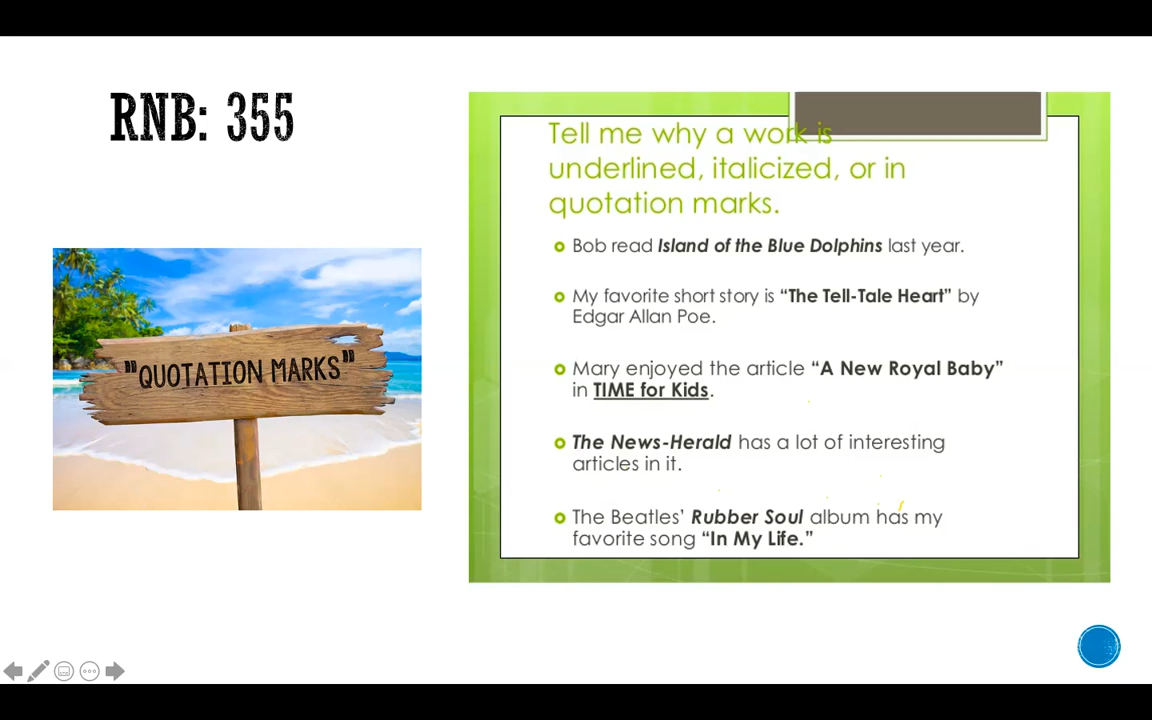 RNB: 355
"QUOTATION MARKS"
Tell me why a work is
underlined, italicized, or in
quotation marks.
Bob read Island of the Blue Dolphins last year.
My favorite short story is “The Tell-Tale Heart” by
Edgar Allan Poe.
Mary enjoyed the article “A New Royal Baby”
in TIME for Kids.
The News-Herald has a lot of interesting
articles in it.
The Beatles’ Rubber Soul album has my
favorite song “In My Life.”